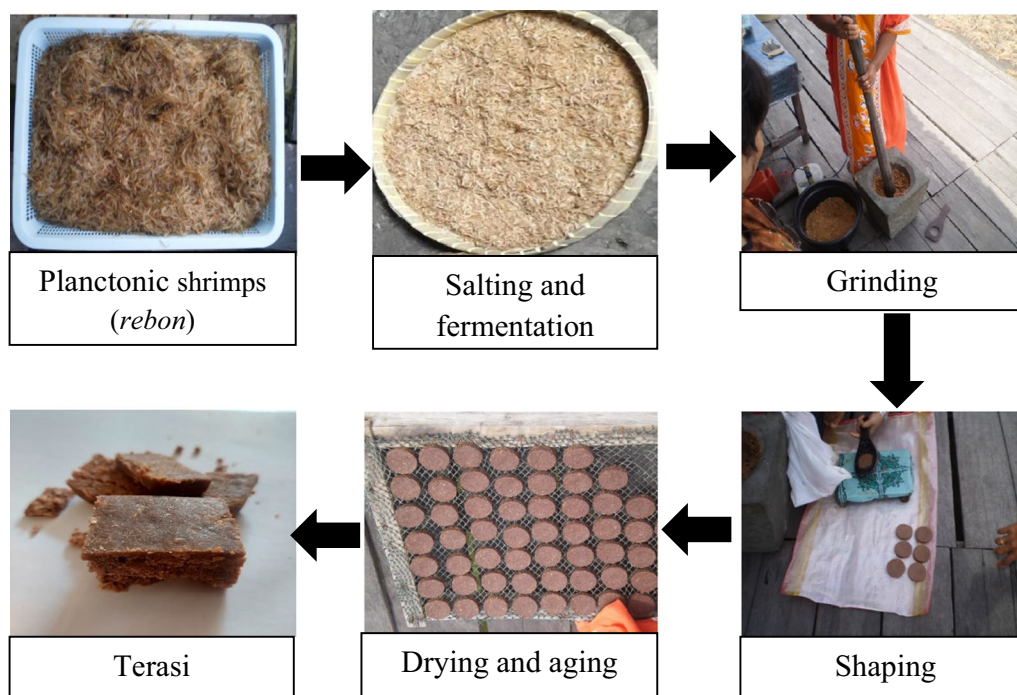 Planctonic shrimps
(rebon)
Salting and
fermentation
Grinding
Shaping
Drying and aging
Terasi